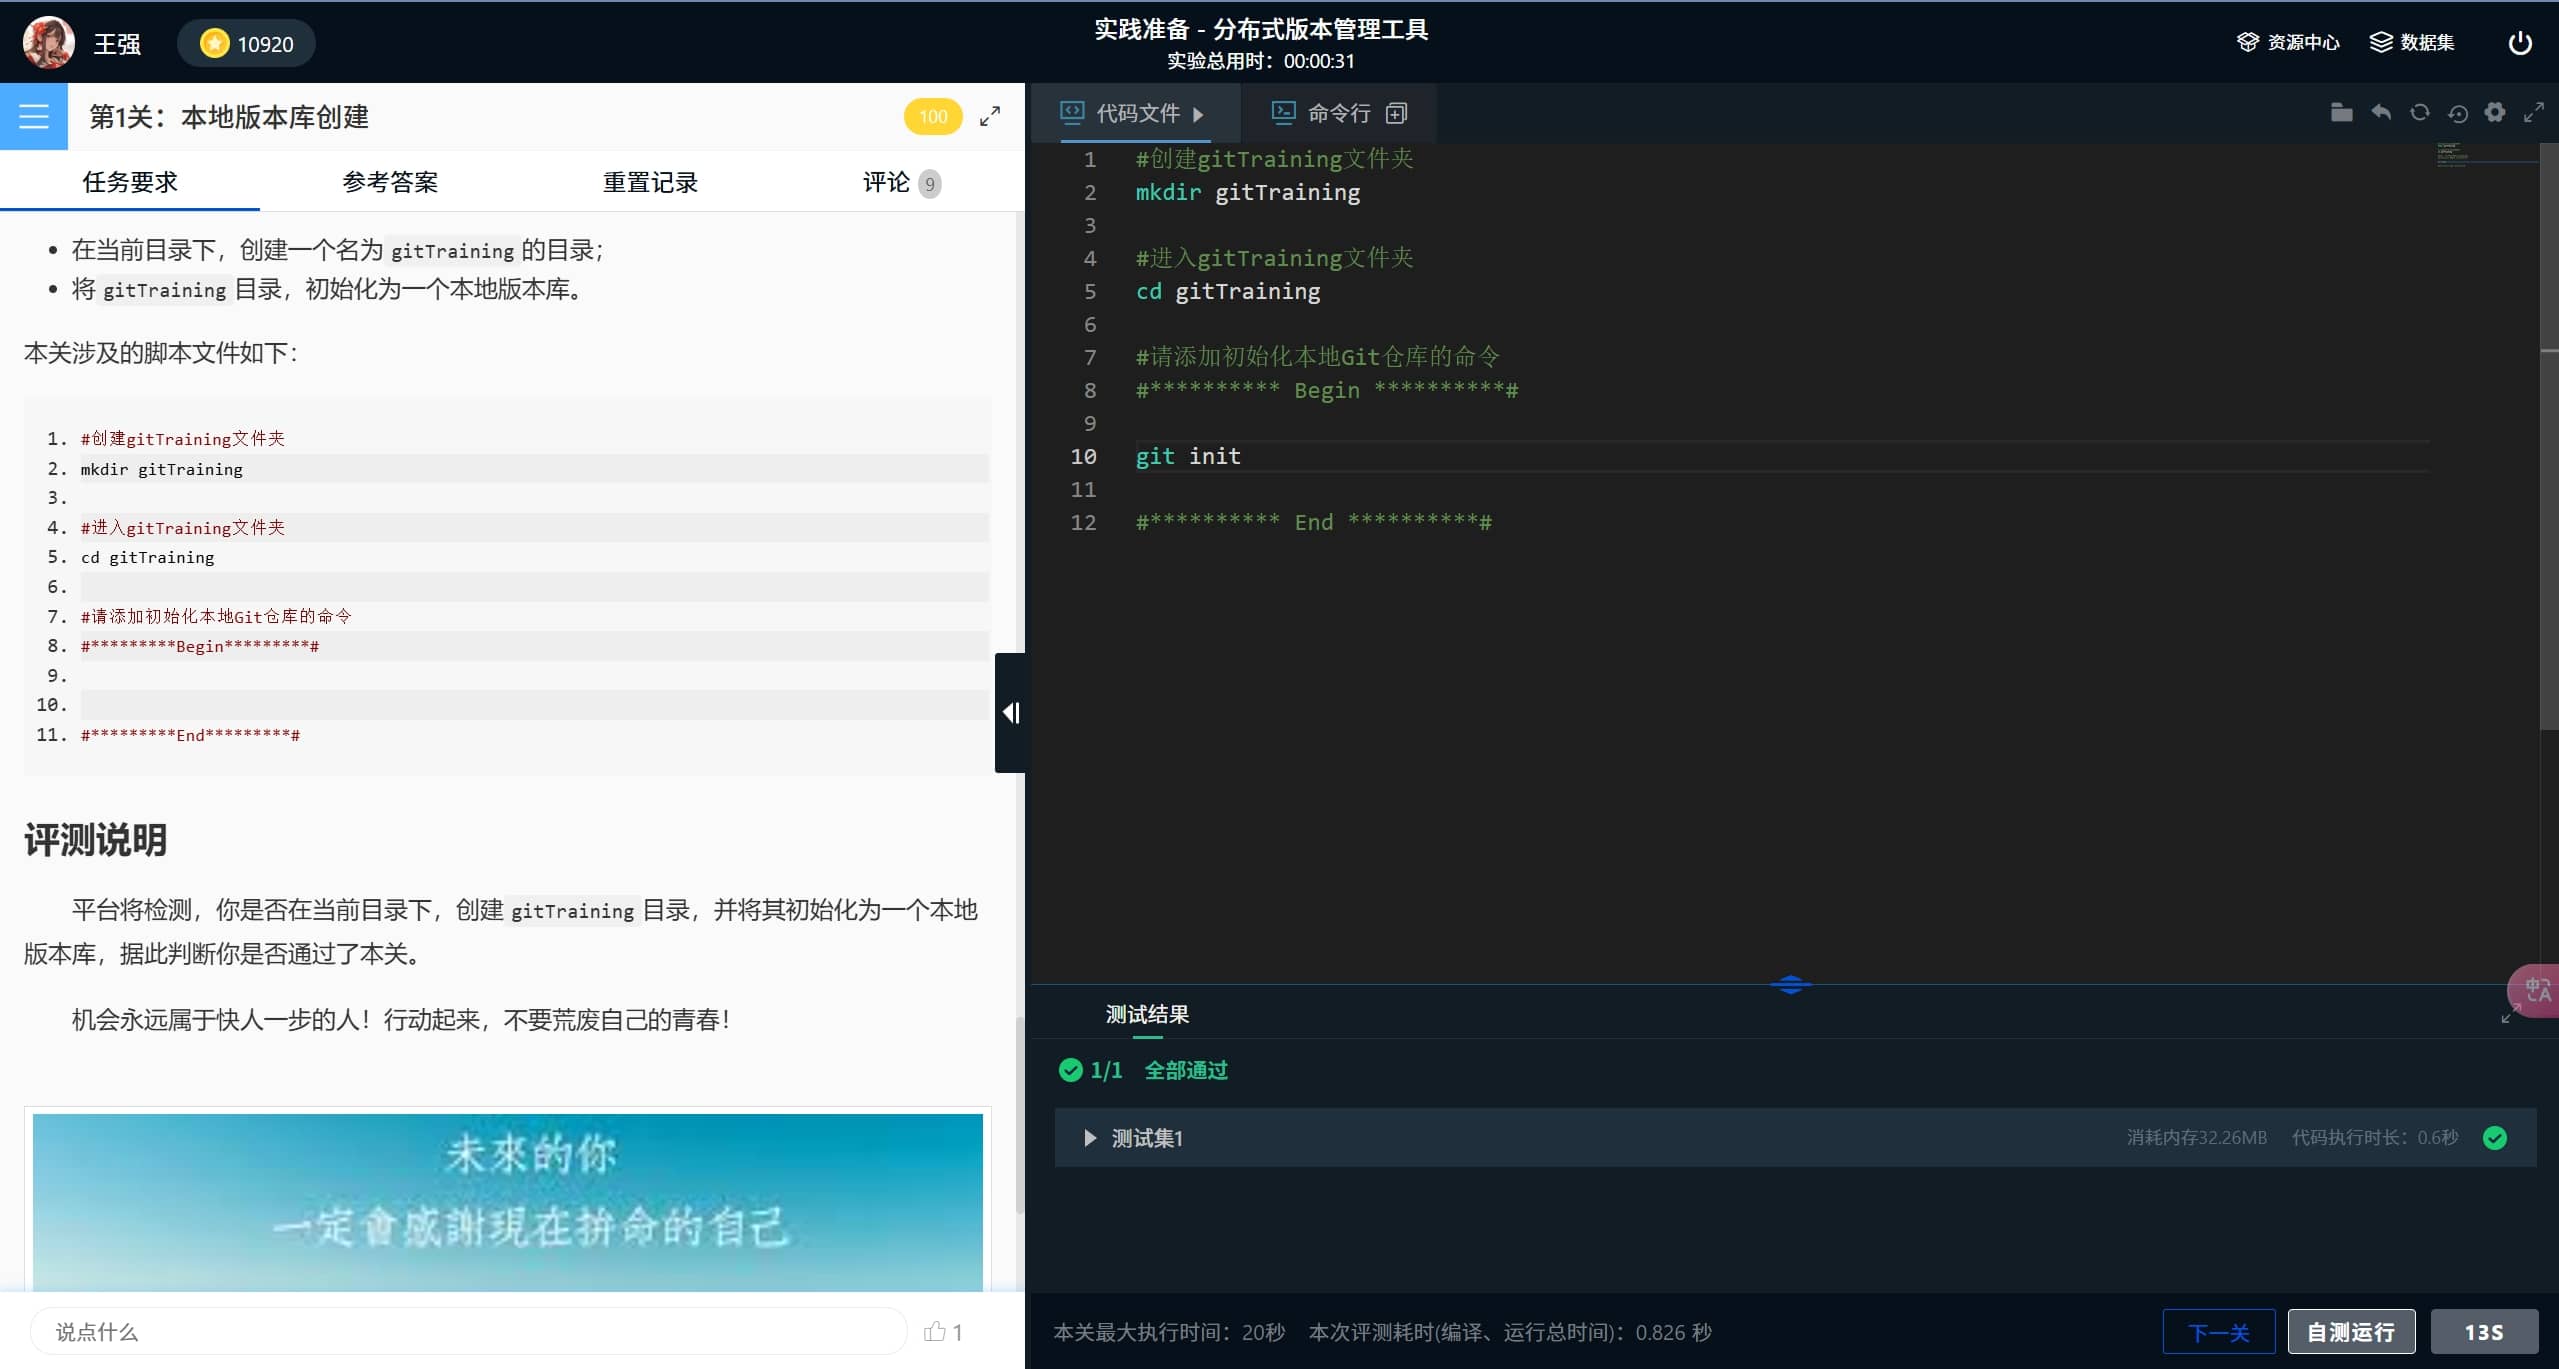 王强
10920
实践准备 - 分布式版本管理工具
实验总用时：00:00:31
资源中心
数据集
第1关：本地版本库创建
100
任务要求
参考答案
重置记录
评论 9
在当前目录下，创建一个名为 gitTraining 的目录；
将 gitTraining 目录，初始化为一个本地版本库。
本关涉及的脚本文件如下：
1. #创建gitTraining文件夹
2. mkdir gitTraining
3.
4. #进入gitTraining文件夹
5. cd gitTraining
6.
7. #请添加初始化本地Git仓库的命令
8. #*********Begin*********#
9.
10.
11. #*********End*********#
评测说明
平台将检测，你是否在当前目录下，创建 gitTraining 目录，并将其初始化为一个本地
版本库，据此判断你是否通过了本关。
机会永远属于快人一步的人！行动起来，不要荒废自己的青春！
未來的你
一定會感謝現在拚命的自己
说点什么
1
代码文件
命令行
1 #创建gitTraining文件夹
2 mkdir gitTraining
3
4 #进入gitTraining文件夹
5 cd gitTraining
6
7 #请添加初始化本地Git仓库的命令
8 #********** Begin **********#
9
10 git init
11
12 #********** End **********#
中A
测试结果
1/1 全部通过
测试集1
消耗内存32.26MB 代码执行时长：0.6秒
本关最大执行时间：20秒 本次评测耗时(编译、运行总时间)：0.826 秒
下一关
自测运行
13S